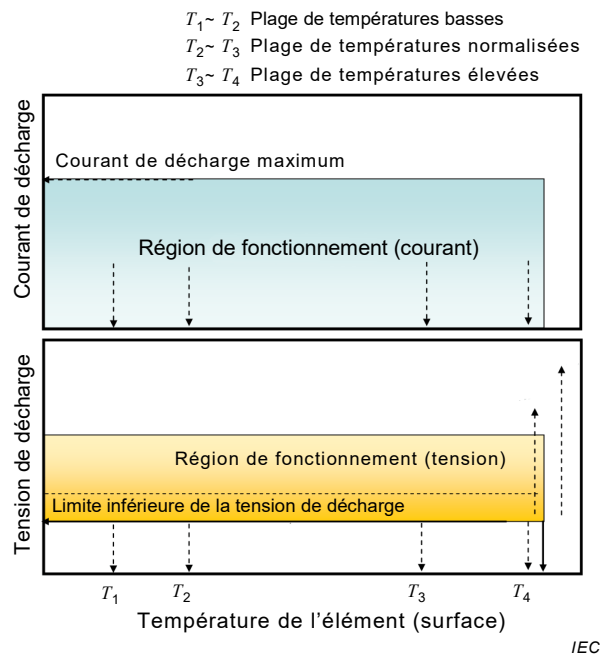 T1~ T2 Plage de températures basses
T2~ T3 Plage de températures normalisées
T3~ T4 Plage de températures élevées
Courant de décharge
Courant de décharge maximum
Région de fonctionnement (courant)
Tension de décharge
Région de fonctionnement (tension)
Limite inférieure de la tension de décharge
T1 T2 T3 T4
Température de l'élément (surface)
IEC